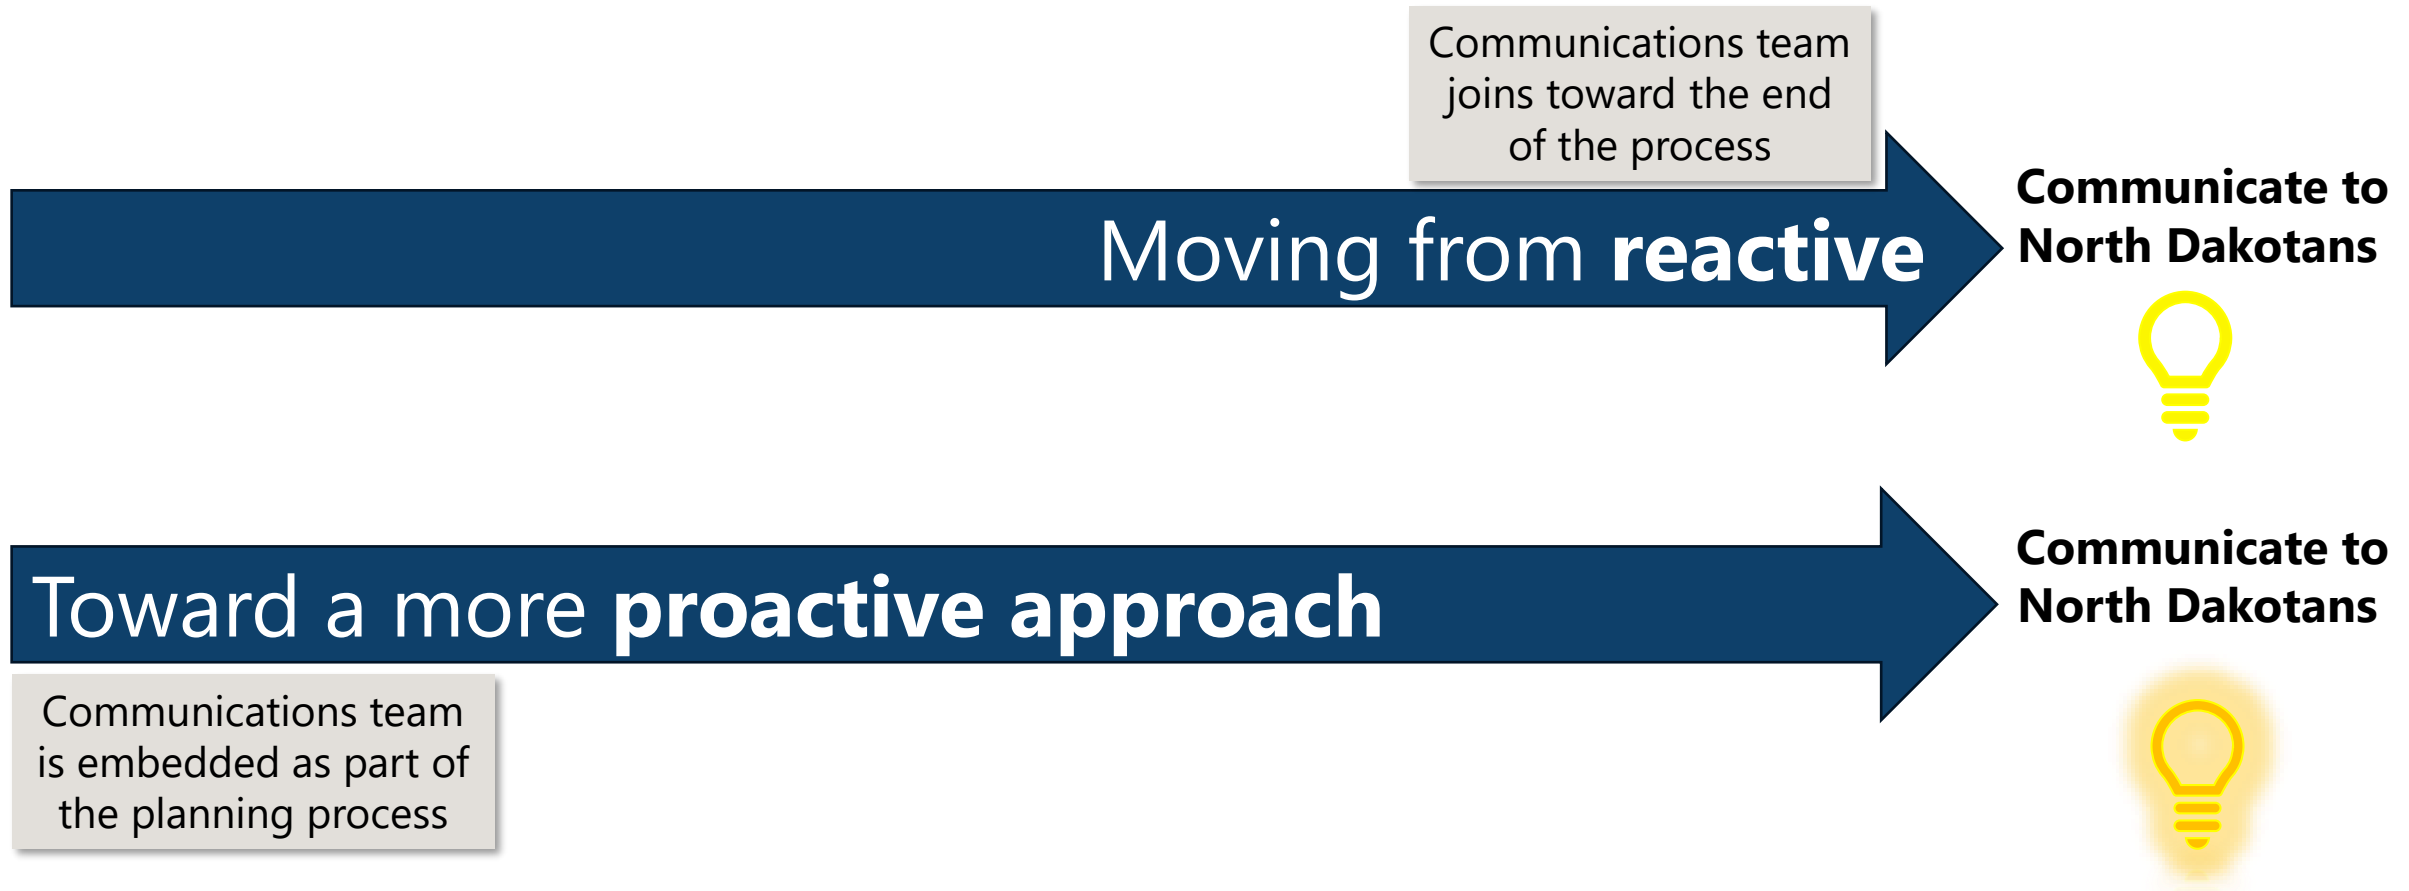 Communications team
joins toward the end
of the process
Moving from reactive
Communicate to
North Dakotans
Toward a more proactive approach
Communicate to
North Dakotans
Communications team
is embedded as part of
the planning process